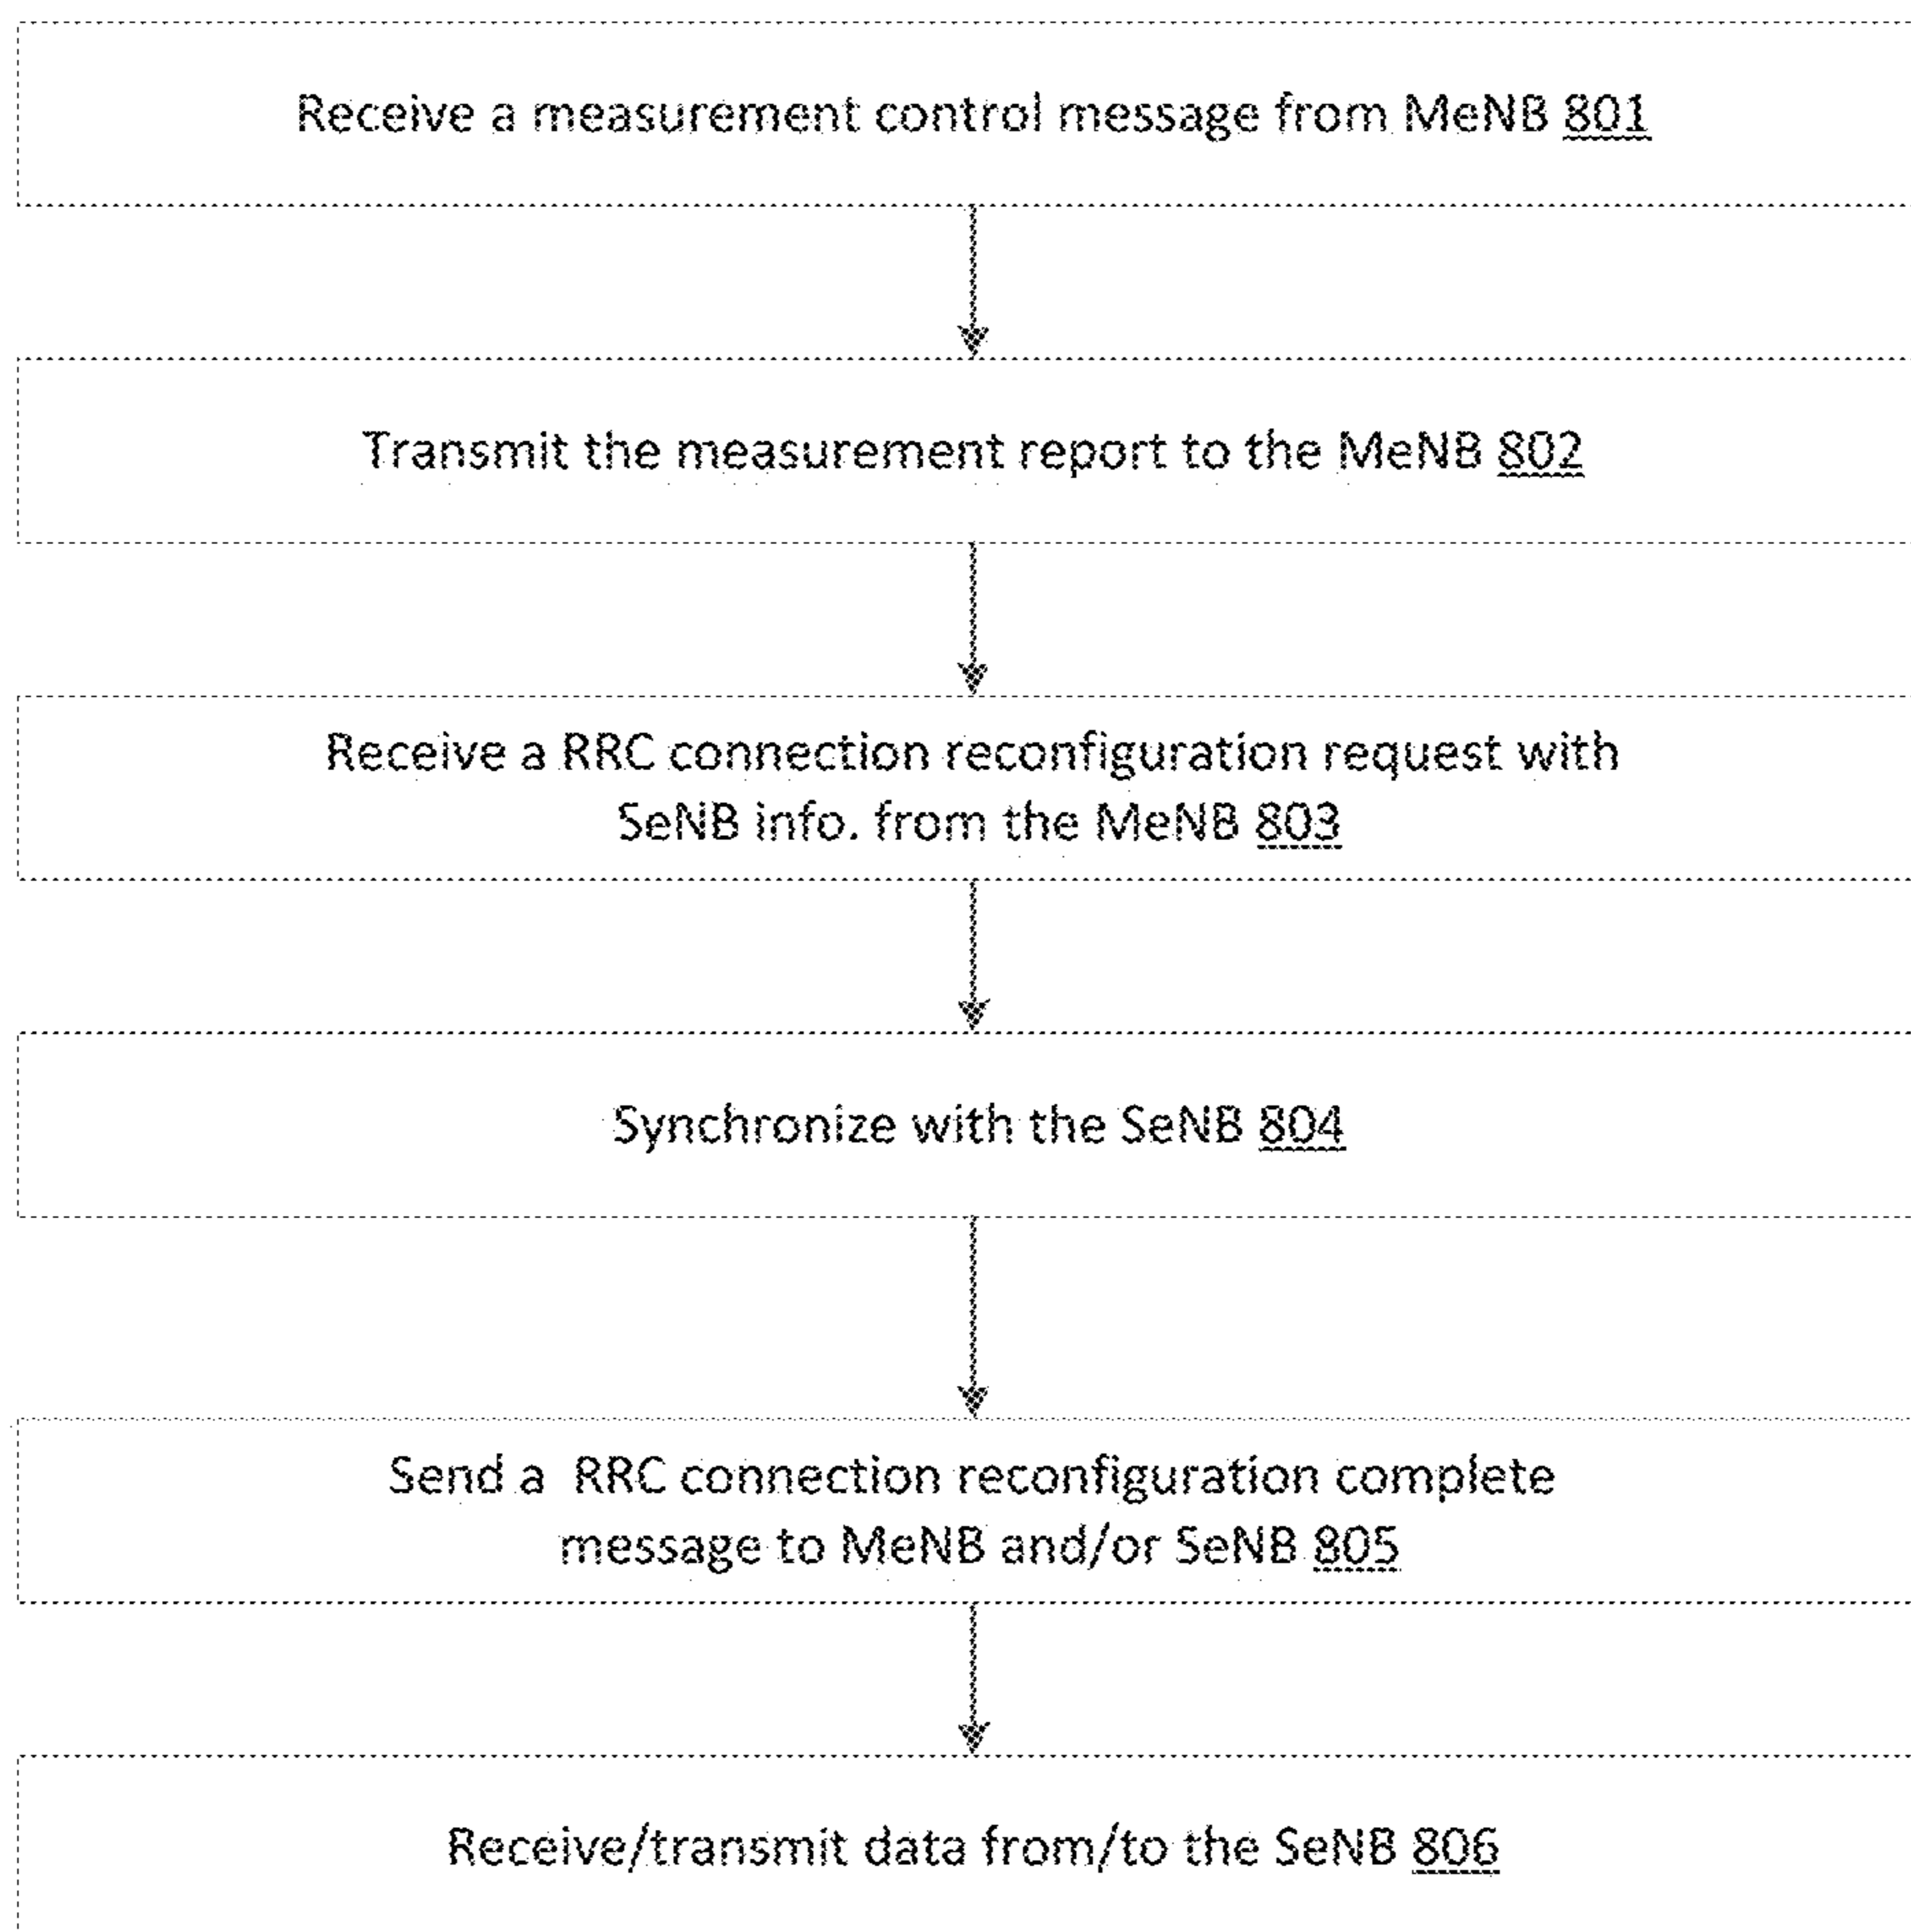 Receive a measurement control message from MeNB 801
Transmit the measurement report to the MeNB 802
Receive a RRC connection reconfiguration request with
SeNB info. from the MeNB 803
Synchronize with the SeNB 804
Send a RRC connection reconfiguration complete
message to MeNB and/or SeNB 805
Receive/transmit data from/to the SeNB 806